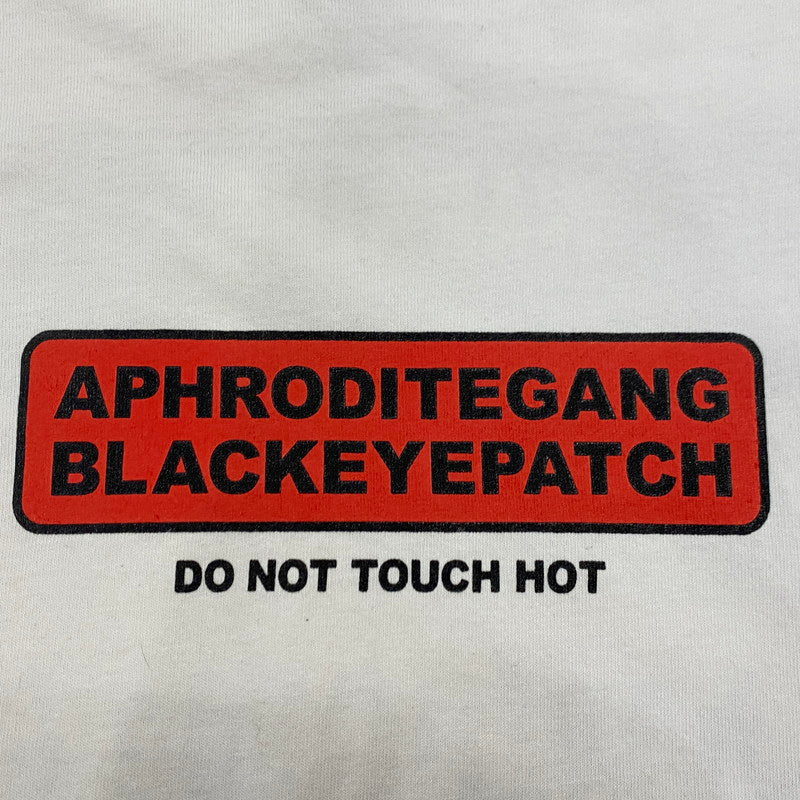 APHRODITEGANG
BLACKEYEPATCH
DO NOT TOUCH HOT